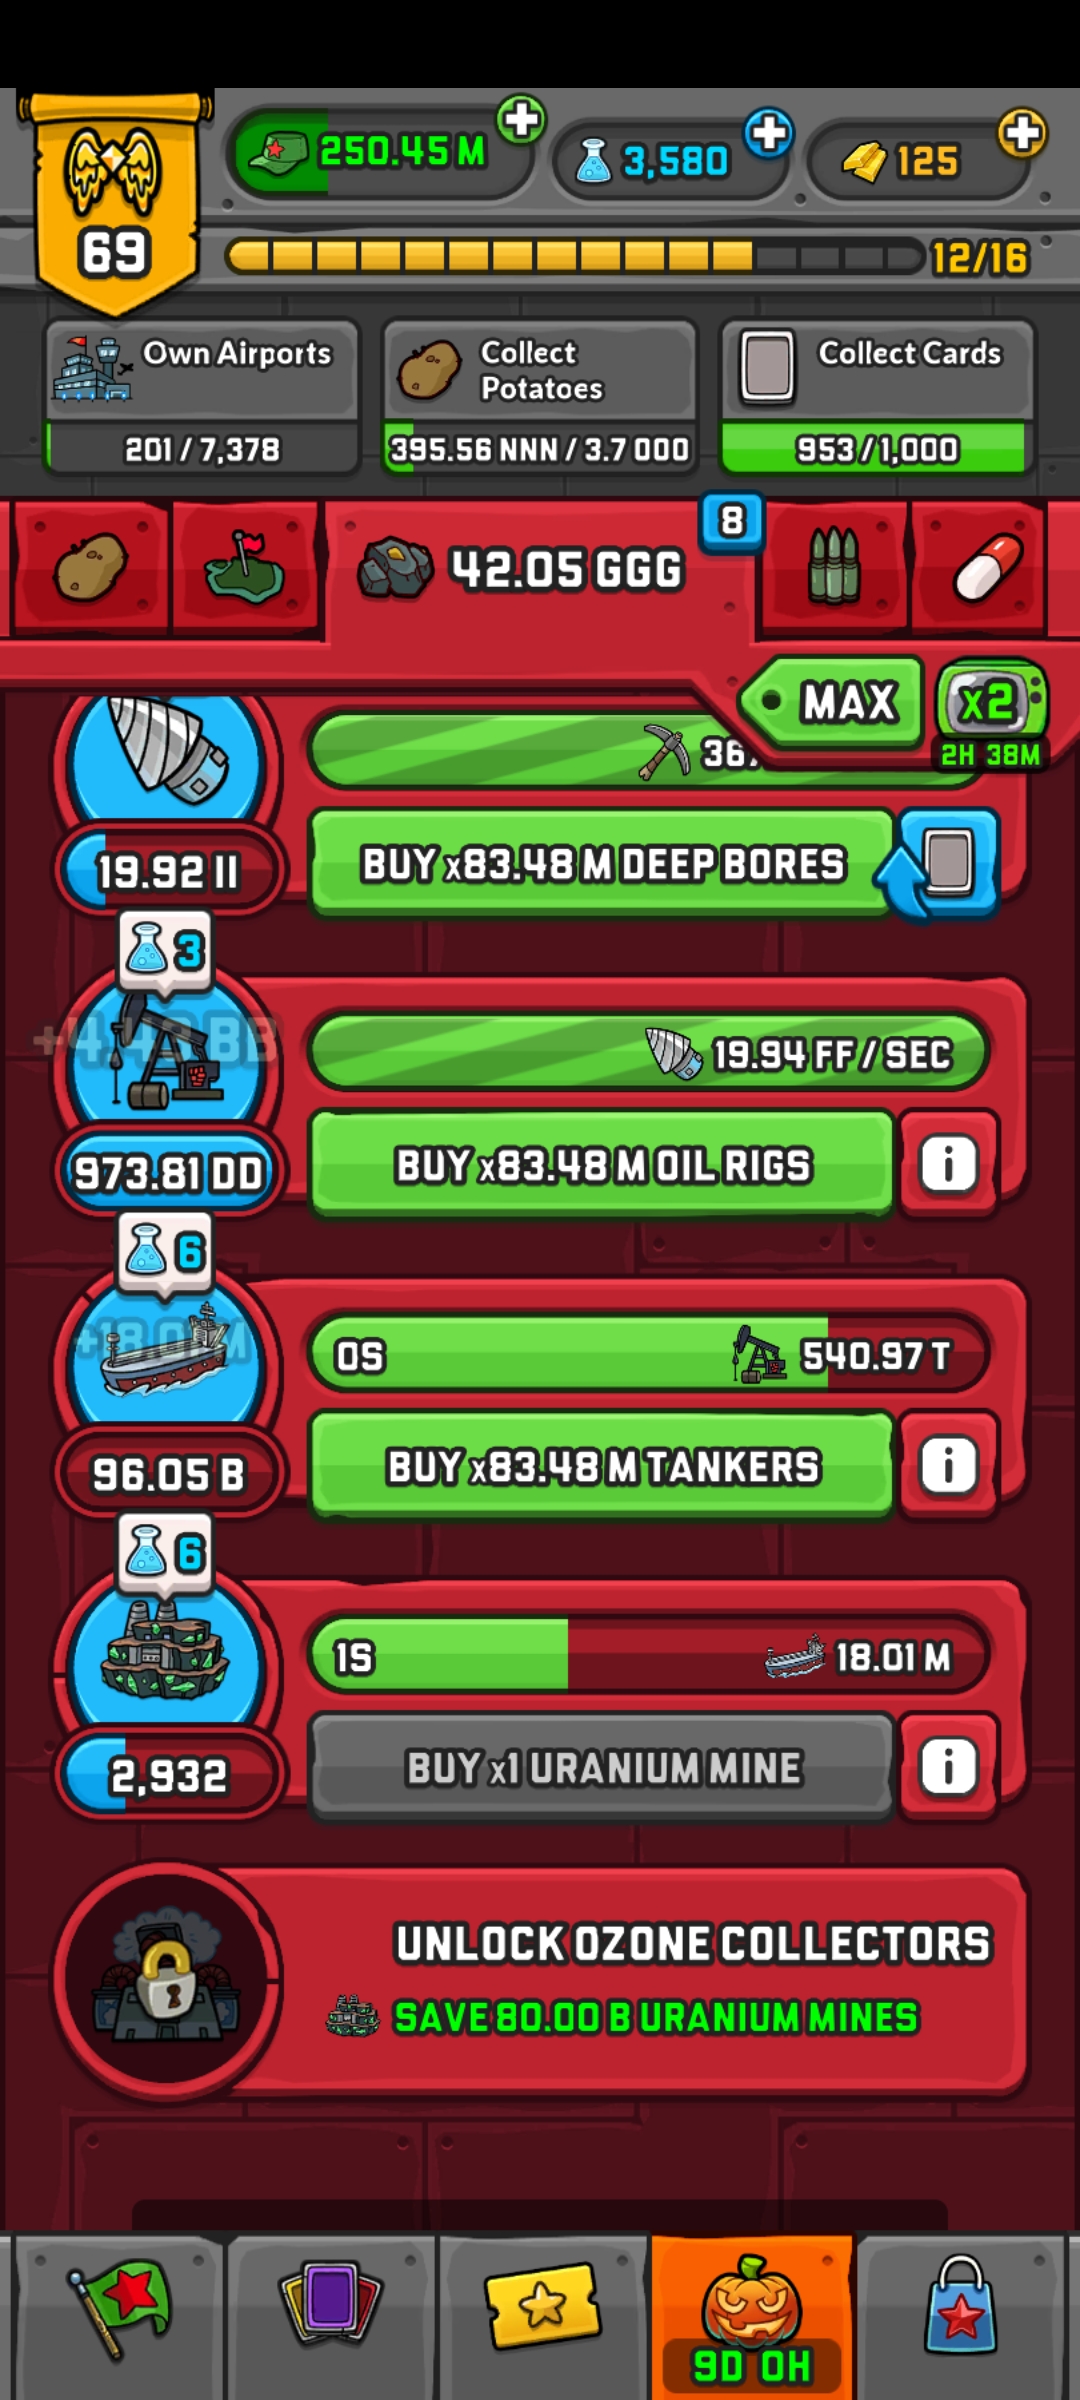 69
250.45 M
3,580
125
12/16
Own Airports
201 / 7,378
Collect
Potatoes
395.56 NNN / 3.7 OOO
Collect Cards
953 / 1,000
42.05 GGG
8
MAX
x2
2H 38M
19.92 II
BUY x83.48 M DEEP BORES
3
19.94 FF / SEC
973.81 DD
BUY x83.48 M OIL RIGS
i
6
0S
540.97 T
96.05 B
BUY x83.48 M TANKERS
i
6
1S
18.01 M
2,932
BUY x1 URANIUM MINE
i
UNLOCK OZONE COLLECTORS
SAVE 80.00 B URANIUM MINES
9D 0H